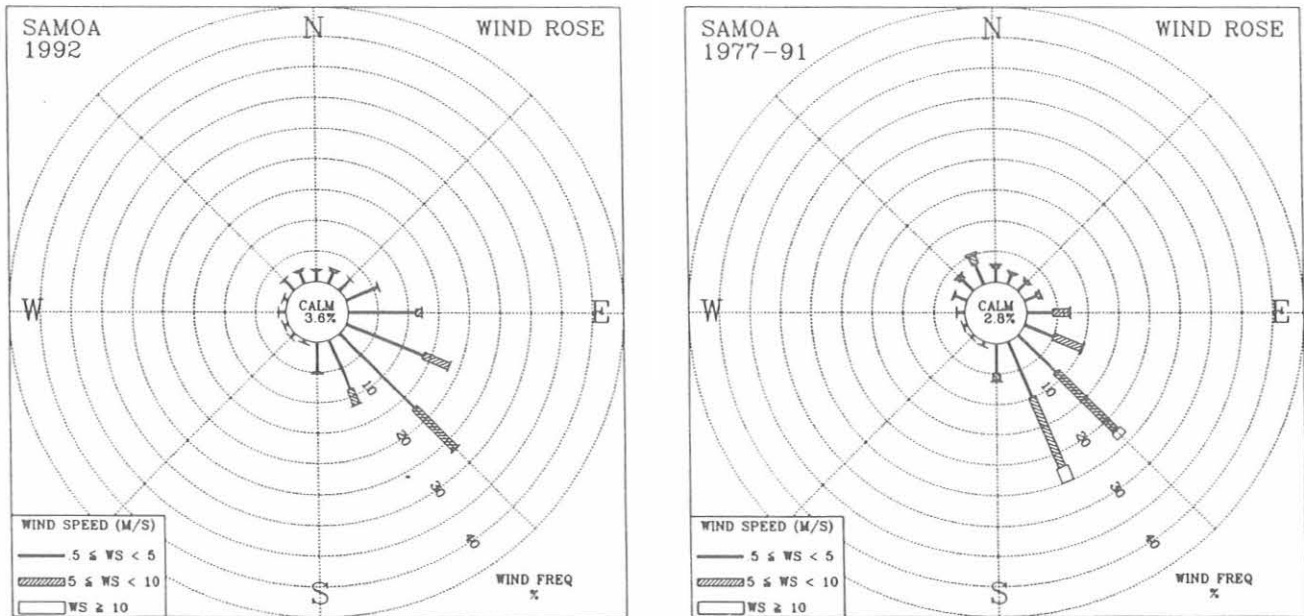 SAMOA
1992
WIND ROSE
N
W
E
S
CALM
3.6%
10
20
30
40
WIND SPEED (M/S)
.5 ≤ WS < 5
5 ≤ WS < 10
WS ≥ 10
WIND FREQ
%
SAMOA
1977-91
WIND ROSE
N
W
E
S
CALM
2.8%
10
20
30
40
WIND SPEED (M/S)
.5 ≤ WS < 5
5 ≤ WS < 10
WS ≥ 10
WIND FREQ
%